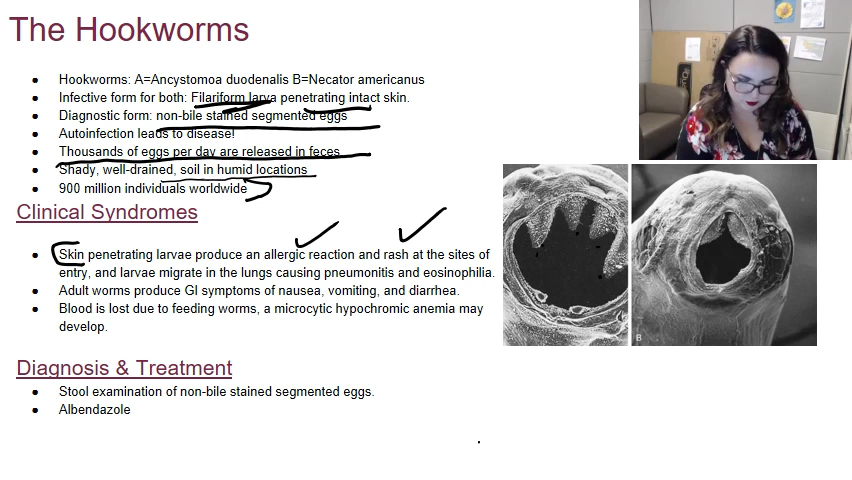 The Hookworms
● Hookworms: A=Ancystomoa duodenalis B=Necator americanus
● Infective form for both: Filariform larva penetrating intact skin.
● Diagnostic form: non-bile stained segmented eggs
● Autoinfection leads to disease!
● Thousands of eggs per day are released in feces
● Shady, well-drained, soil in humid locations
● 900 million individuals worldwide
Clinical Syndromes
● Skin penetrating larvae produce an allergic reaction and rash at the sites of
entry, and larvae migrate in the lungs causing pneumonitis and eosinophilia.
● Adult worms produce GI symptoms of nausea, vomiting, and diarrhea.
● Blood is lost due to feeding worms, a microcytic hypochromic anemia may
develop.
Diagnosis & Treatment
● Stool examination of non-bile stained segmented eggs.
● Albendazole
B